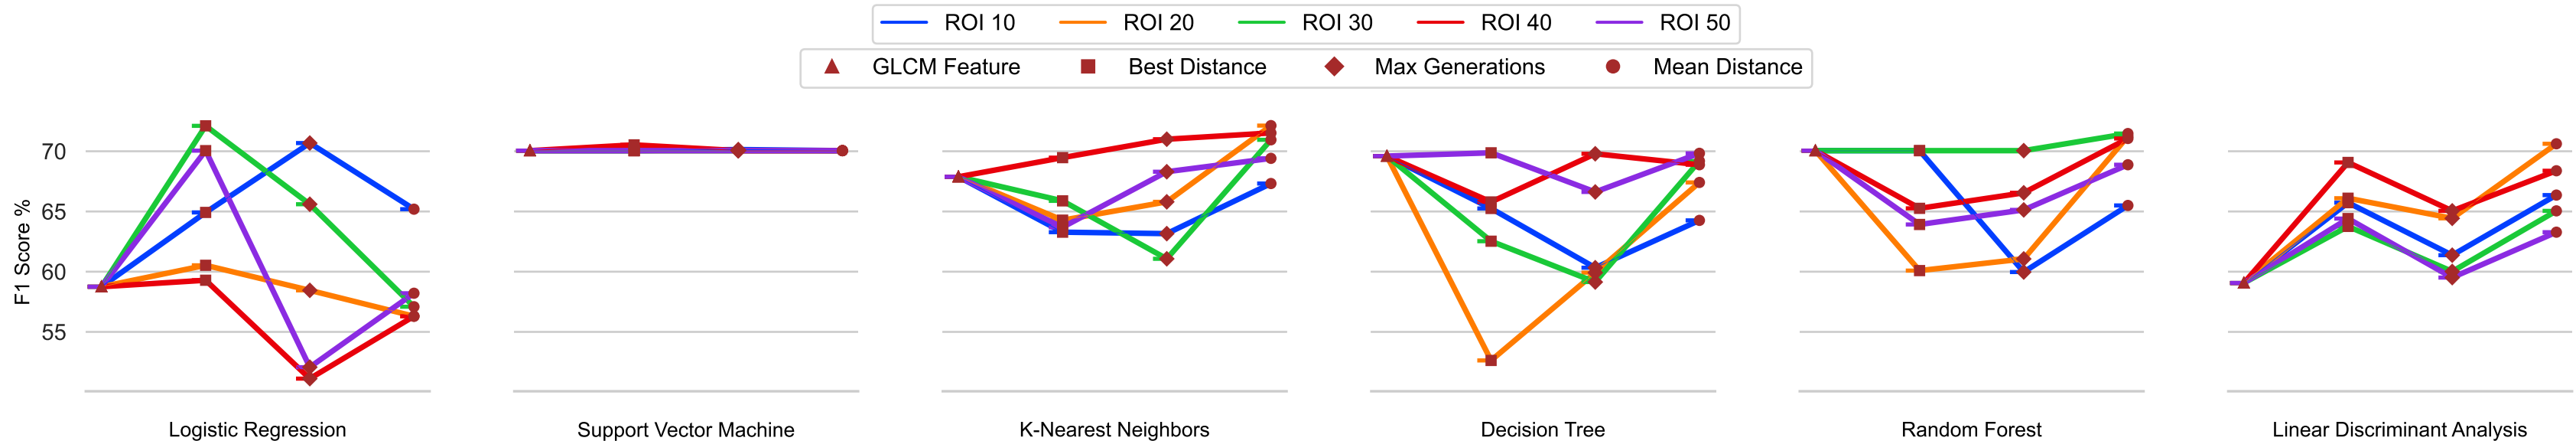 ROI 10 ROI 20 ROI 30 ROI 40 ROI 50
GLCM Feature Best Distance Max Generations Mean Distance
F1 Score %
70
65
60
55
Logistic Regression Support Vector Machine K-Nearest Neighbors Decision Tree Random Forest Linear Discriminant Analysis